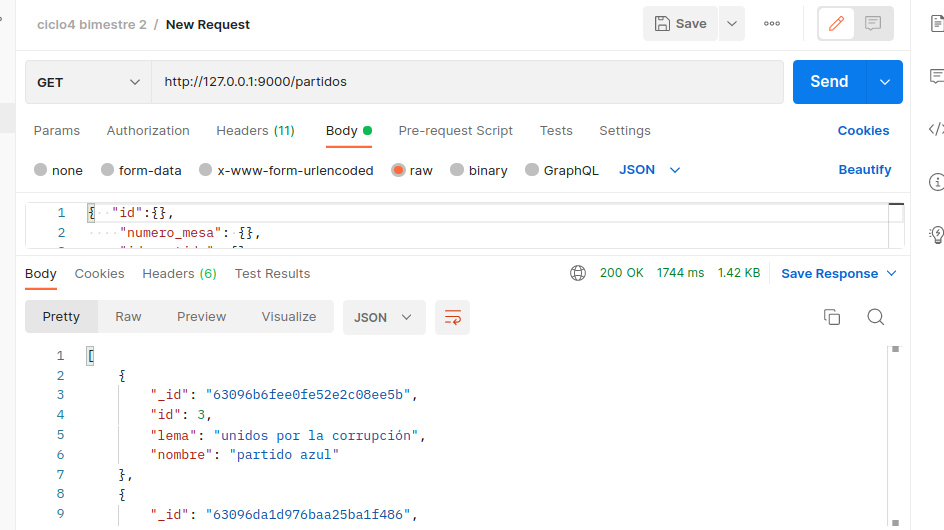 ciclo4 bimestre 2 / New Request
Save
GET http://127.0.0.1:9000/partidos Send
Params Authorization Headers (11) Body Pre-request Script Tests Settings Cookies
none form-data x-www-form-urlencoded raw binary GraphQL JSON Beautify
1 { "id":{},
2 "numero_mesa": {},
Body Cookies Headers (6) Test Results 200 OK 1744 ms 1.42 KB Save Response
Pretty Raw Preview Visualize JSON
1 [
2 {
3 "_id": "63096b6fee0fe52e2c08ee5b",
4 "id": 3,
5 "lema": "unidos por la corrupción",
6 "nombre": "partido azul"
7 },
8 {
9 "_id": "63096da1d976baa25ba1f486",